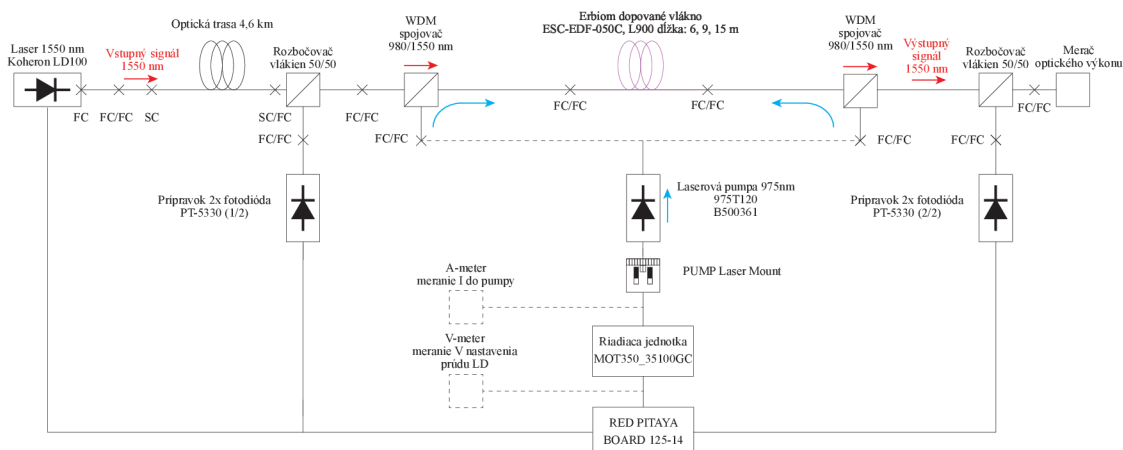 Laser 1550 nm
Koheron LD100
Vstupný signál
1550 nm
Optická trasa 4,6 km
Rozbočovač
vlákien 50/50
WDM
spojovač
980/1550 nm
Erbiom dopované vlákno
ESC-EDF-050C, L900 dĺžka: 6, 9, 15 m
WDM
spojovač
980/1550 nm
Výstupný
signál
1550 nm
Rozbočovač
vlákien 50/50
Merač
optického výkonu
FC
FC/FC
SC
SC/FC
FC/FC
FC/FC
FC/FC
FC/FC
FC/FC
FC/FC
FC/FC
FC/FC
Prípravok 2x fotodióda
PT-5330 (1/2)
Laserová pumpa 975nm
975T120
B500361
Prípravok 2x fotodióda
PT-5330 (2/2)
PUMP Laser Mount
A-meter
meranie I do pumpy
V-meter
meranie V nastavenia
prúdu LD
Riadiaca jednotka
MOT350_35100GC
RED PITAYA
BOARD 125-14